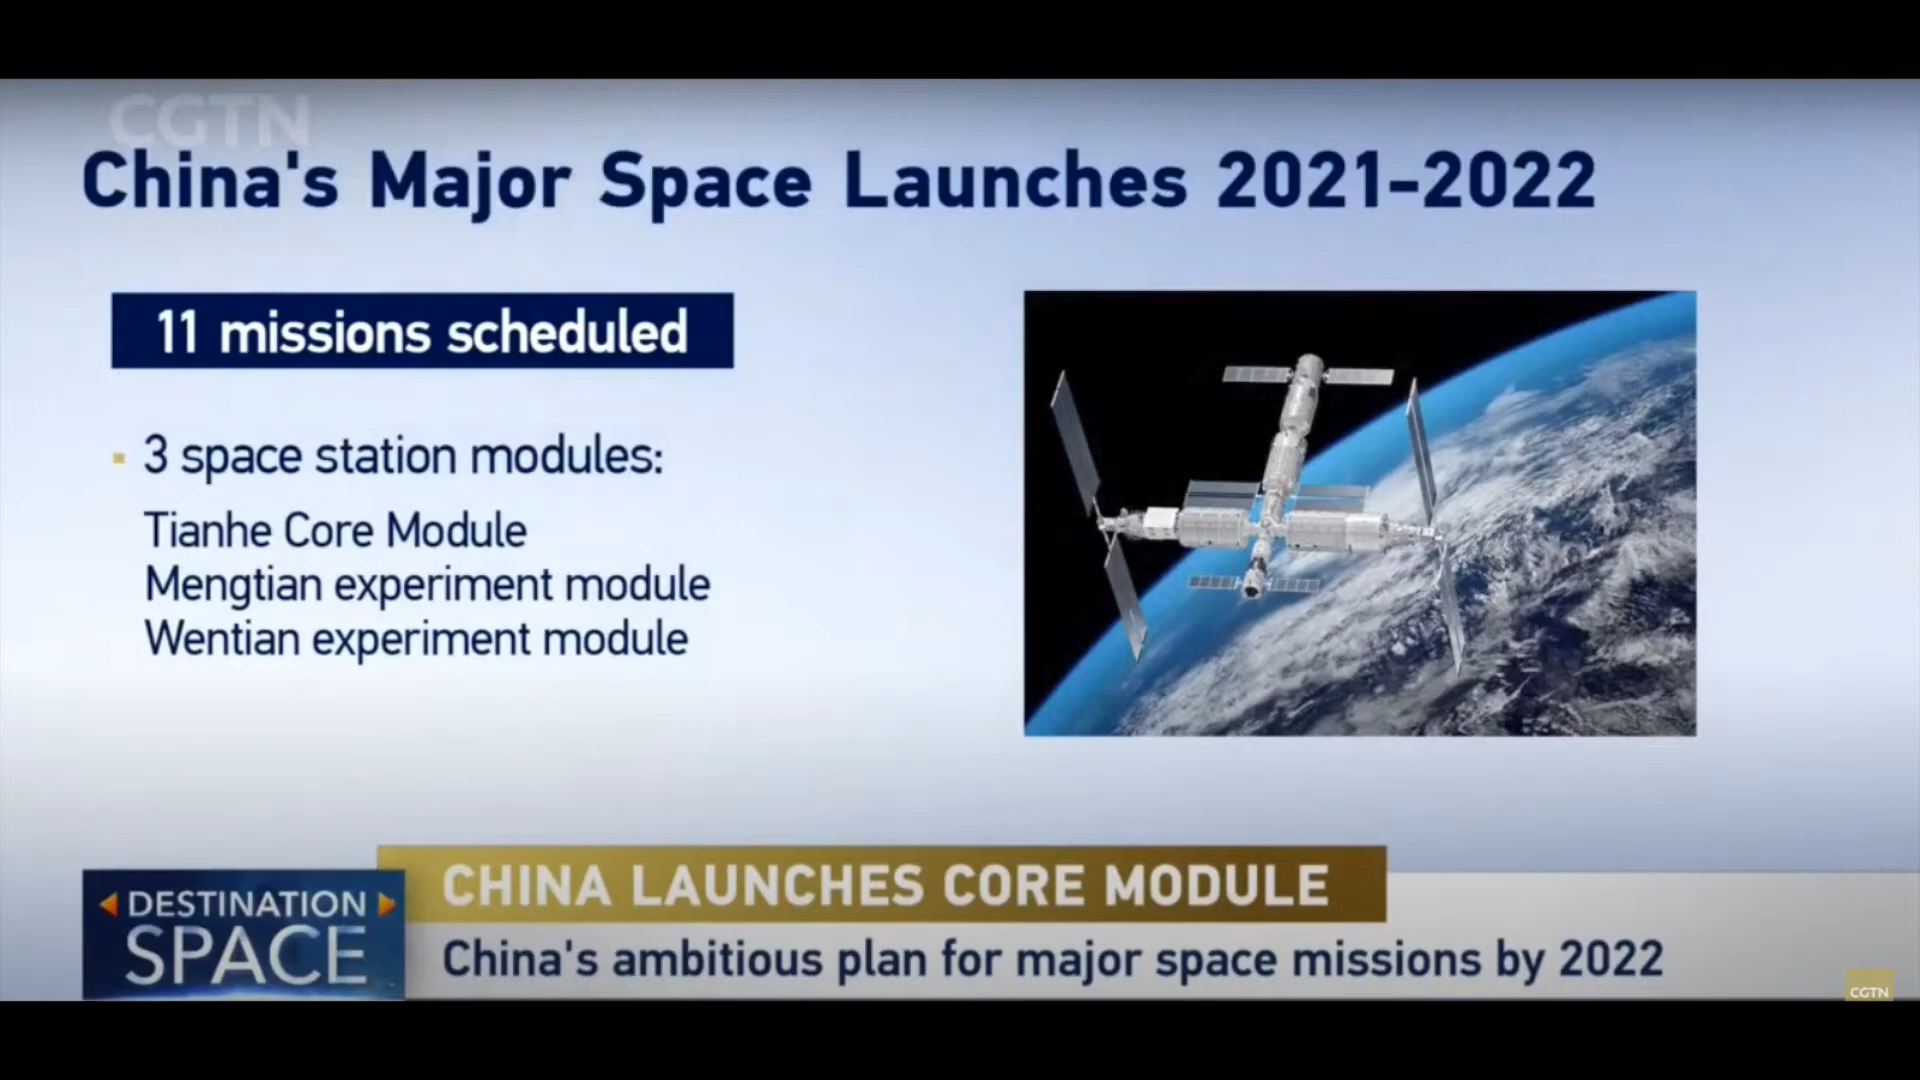 CGTN
China's Major Space Launches 2021-2022
11 missions scheduled
▪ 3 space station modules:
Tianhe Core Module
Mengtian experiment module
Wentian experiment module
DESTINATION
SPACE
CHINA LAUNCHES CORE MODULE
China's ambitious plan for major space missions by 2022
CGTN